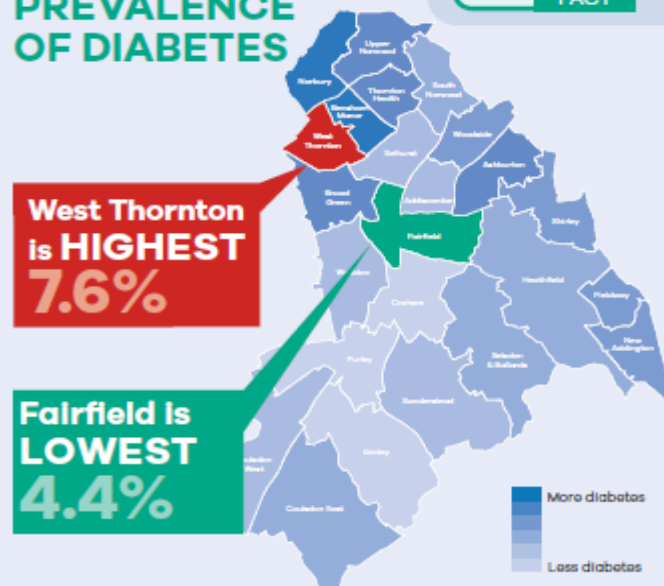 PREVALENCE
OF DIABETES
FACT
Norbury
Upper
Norwood
Thornton
Heath
South
Norwood
Bensham
Manor
West
Thornton
Selhurst
Woodside
Ashburton
Broad
Green
Addiscombe
Shirley
Fairfield
Waddon
Heathfield
Fieldway
Croham
New
Addington
Purley
Selsdon
& Ballards
Sanderstead
Kenley
Coulsdon
West
Coulsdon East
West Thornton
is HIGHEST
7.6%
Fairfield is
LOWEST
4.4%
More diabetes
Less diabetes